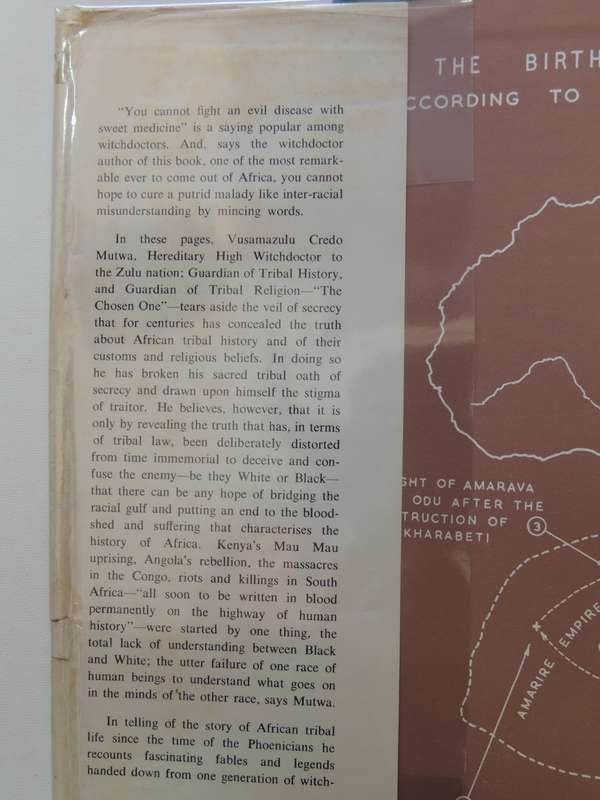 "You cannot fight an evil disease with
sweet medicine" is a saying popular among
witchdoctors. And, says the witchdoctor
author of this book, one of the most remark-
able ever to come out of Africa, you cannot
hope to cure a putrid malady like inter-racial
misunderstanding by mincing words.
In these pages, Vusamazulu Credo
Mutwa, Hereditary High Witchdoctor to
the Zulu nation; Guardian of Tribal History,
and Guardian of Tribal Religion—"The
Chosen One"—tears aside the veil of secrecy
that for centuries has concealed the truth
about African tribal history and of their
customs and religious beliefs. In doing so
he has broken his sacred tribal oath of
secrecy and drawn upon himself the stigma
of traitor. He believes, however, that it is
only by revealing the truth that has, in terms
of tribal law, been deliberately distorted
from time immemorial to deceive and con-
fuse the enemy—be they White or Black—
that there can be any hope of bridging the
racial gulf and putting an end to the blood-
shed and suffering that characterises the
history of Africa. Kenya's Mau Mau
uprising, Angola's rebellion, the massacres
in the Congo, riots and killings in South
Africa—"all soon to be written in blood
permanently on the highway of human
history"—were started by one thing, the
total lack of understanding between Black
and White; the utter failure of one race of
human beings to understand what goes on
in the minds of the other race, says Mutwa.
In telling of the story of African tribal
life since the time of the Phoenicians he
recounts fascinating fables and legends
handed down from one generation of witch-
THE BIRTH
CCORDING TO
GHT OF AMARAVA
ODU AFTER THE
TRUCTION OF
KHARABETI
3
AMARIRE EMPIRE